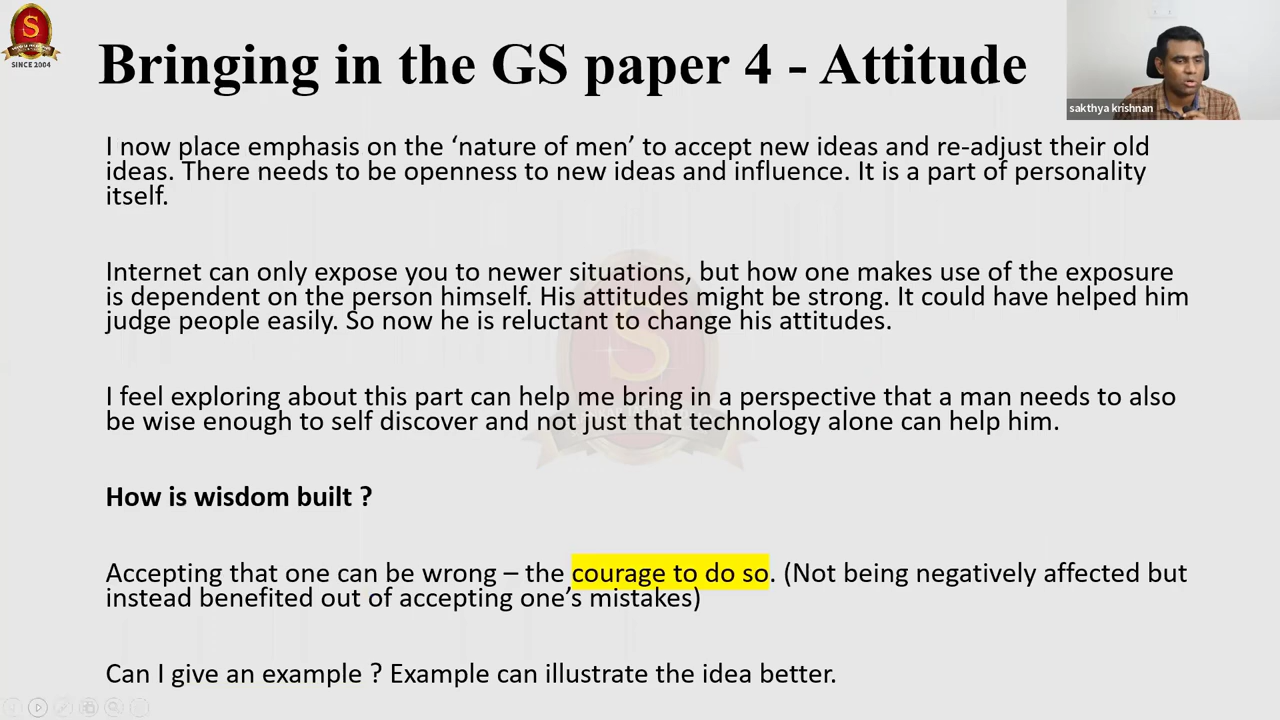 S
SINCE 2004
Bringing in the GS paper 4 - Attitude
sakthya krishnan
I now place emphasis on the ‘nature of men’ to accept new ideas and re-adjust their old
ideas. There needs to be openness to new ideas and influence. It is a part of personality
itself.
Internet can only expose you to newer situations, but how one makes use of the exposure
is dependent on the person himself. His attitudes might be strong. It could have helped him
judge people easily. So now he is reluctant to change his attitudes.
I feel exploring about this part can help me bring in a perspective that a man needs to also
be wise enough to self discover and not just that technology alone can help him.
How is wisdom built ?
Accepting that one can be wrong – the courage to do so. (Not being negatively affected but
instead benefited out of accepting one’s mistakes)
Can I give an example ? Example can illustrate the idea better.